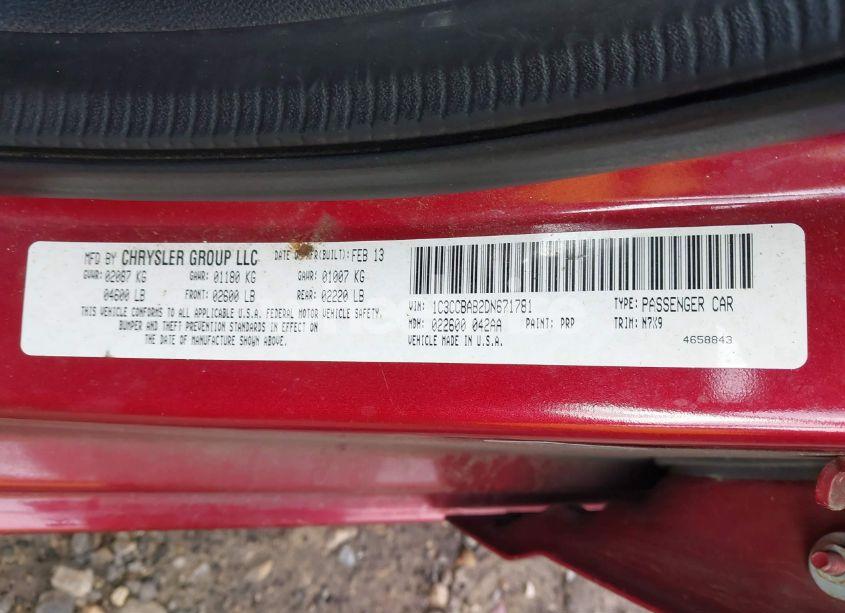 MFD BY CHRYSLER GROUP LLC
DATE OF MFR(BUILT): FEB 13
GVWR: 02087 KG GAWR: 01180 KG GAWR: 01007 KG
04600 LB FRONT: 02600 LB REAR: 02220 LB
THIS VEHICLE CONFORMS TO ALL APPLICABLE U.S.A. FEDERAL MOTOR VEHICLE SAFETY,
BUMPER AND THEFT PREVENTION STANDARDS IN EFFECT ON
THE DATE OF MANUFACTURE SHOWN ABOVE.
VIN: 1C3CCBAB2DN671781 TYPE: PASSENGER CAR
MDH: 022600 042AA PAINT: PRP TRIM: N7K9
VEHICLE MADE IN U.S.A. 4658843